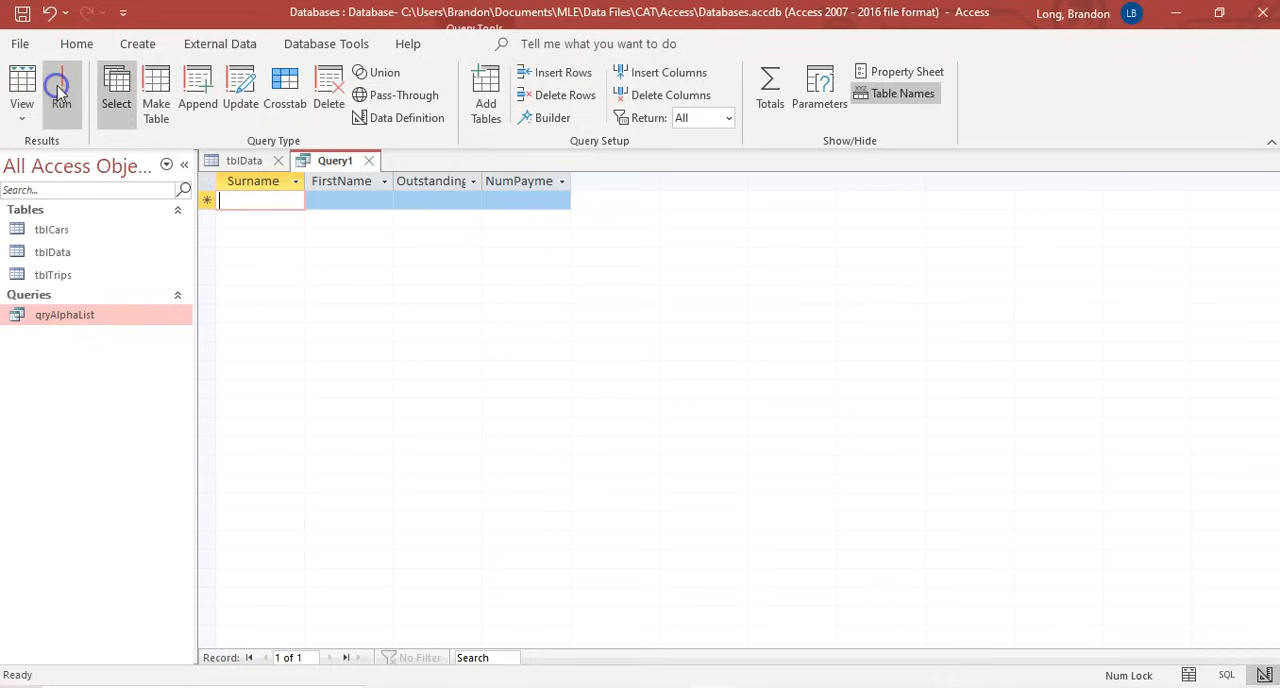 Databases : Database- C:\Users\Brandon\Documents\MLE\Data Files\CAT\Access\Databases.accdb (Access 2007 - 2016 file format) - Access
Query Tools
Long, Brandon LB
File Home Create External Data Database Tools Help Tell me what you want to do
View Run Select Make Table Append Update Crosstab Delete
Union
Pass-Through
Data Definition
Add Tables
Insert Rows
Delete Rows
Builder
Insert Columns
Delete Columns
Return: All
Totals Parameters
Property Sheet
XYZ Table Names
Results Query Type Query Setup Show/Hide
All Access Obje... «
Search...
Tables
tblCars
tblData
tblTrips
Queries
qryAlphaList
tblData Query1
Surname FirstName Outstanding NumPayme
Record: 1 of 1 No Filter Search
Ready Num Lock SQL